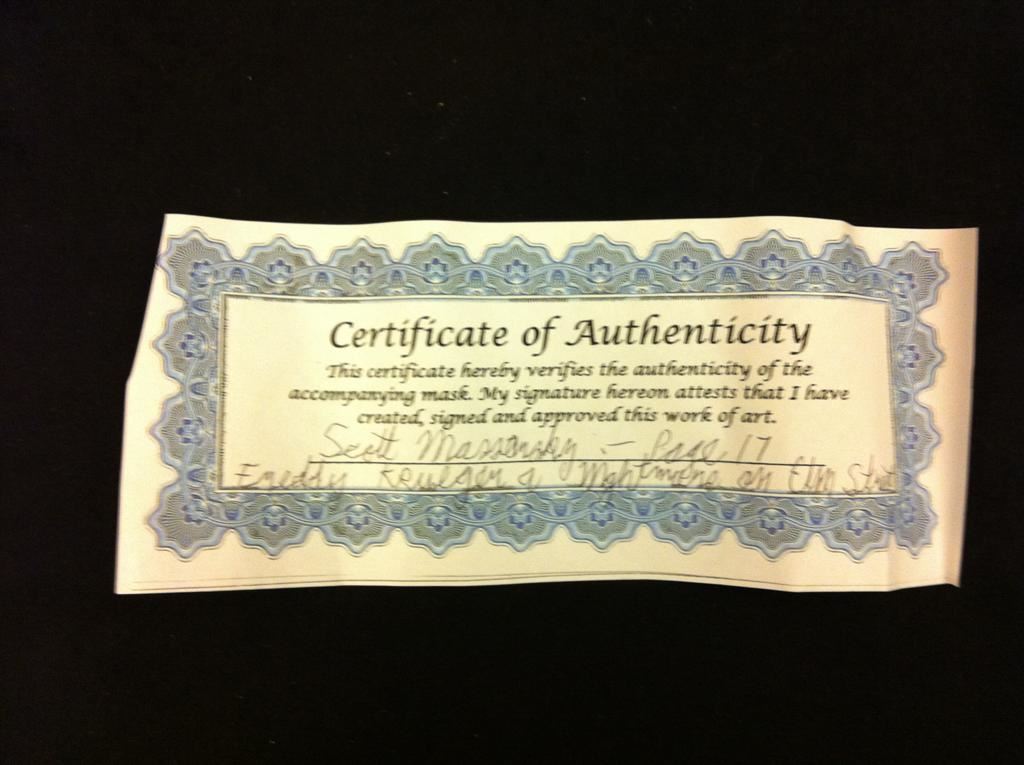 Certificate of Authenticity
This certificate hereby verifies the authenticity of the
accompanying mask. My signature hereon attests that I have
created, signed and approved this work of art.
Scott - Page 17
Freddy Krueger a Nightmare on Elm Street